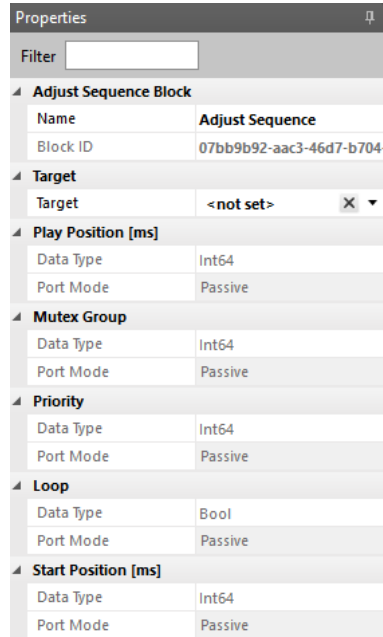 Properties
Filter
Adjust Sequence Block
Name Adjust Sequence
Block ID 07bb9b92-aac3-46d7-b704-
Target
Target <not set>
Play Position [ms]
Data Type Int64
Port Mode Passive
Mutex Group
Data Type Int64
Port Mode Passive
Priority
Data Type Int64
Port Mode Passive
Loop
Data Type Bool
Port Mode Passive
Start Position [ms]
Data Type Int64
Port Mode Passive